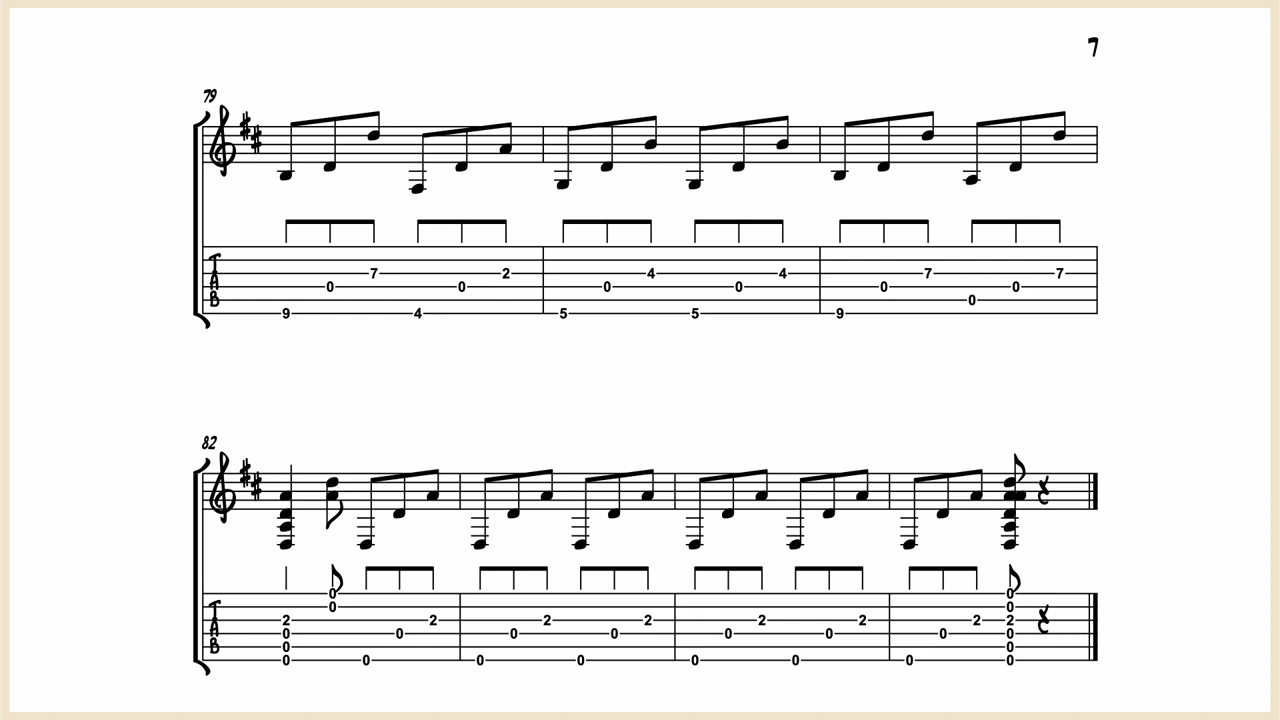 7
79
T
A
B
7 2 4 4 7 7
0 0 0 0 0 0
0
9 4 5 5 9
82
T
A
B
0 0
0 0
2 2 2 2 2 2 2 2
0 0 0 0 0 0 0 0
0 0
0 0 0 0 0 0 0 0 0